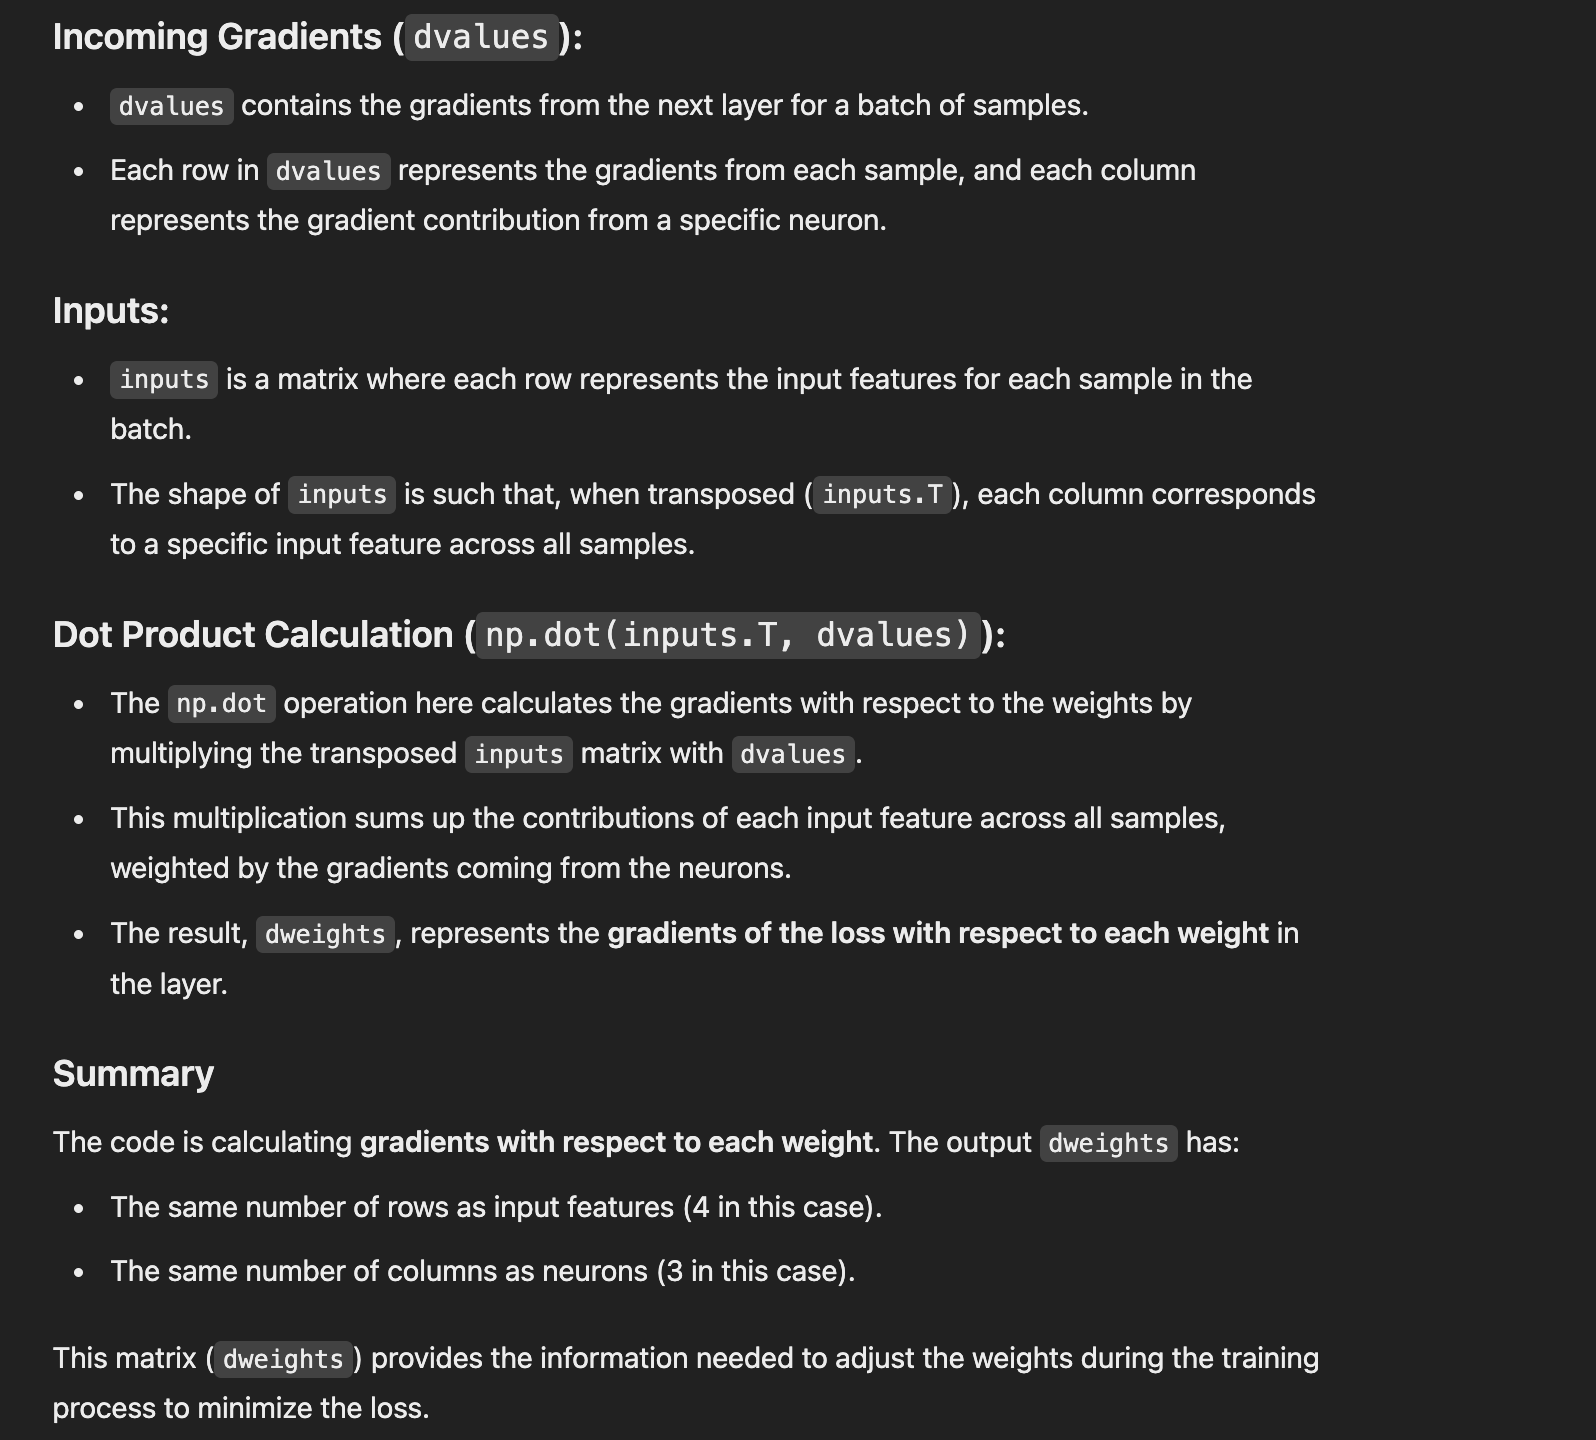 Incoming Gradients (dvalues):
• dvalues contains the gradients from the next layer for a batch of samples.
• Each row in dvalues represents the gradients from each sample, and each column
represents the gradient contribution from a specific neuron.
Inputs:
• inputs is a matrix where each row represents the input features for each sample in the
batch.
• The shape of inputs is such that, when transposed (inputs.T), each column corresponds
to a specific input feature across all samples.
Dot Product Calculation (np.dot(inputs.T, dvalues)):
• The np.dot operation here calculates the gradients with respect to the weights by
multiplying the transposed inputs matrix with dvalues.
• This multiplication sums up the contributions of each input feature across all samples,
weighted by the gradients coming from the neurons.
• The result, dweights, represents the gradients of the loss with respect to each weight in
the layer.
Summary
The code is calculating gradients with respect to each weight. The output dweights has:
• The same number of rows as input features (4 in this case).
• The same number of columns as neurons (3 in this case).
This matrix (dweights) provides the information needed to adjust the weights during the training
process to minimize the loss.